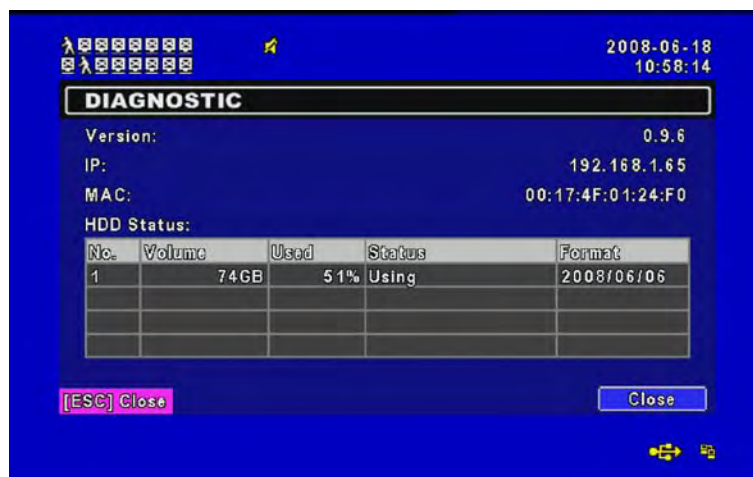 2008-06-18
10:58:14
DIAGNOSTIC
Version: 0.9.6
IP: 192.168.1.65
MAC: 00:17:4F:01:24:F0
HDD Status:
No. Volume Used Status Format
1 74GB 51% Using 2008/06/06
[ESC] Close Close